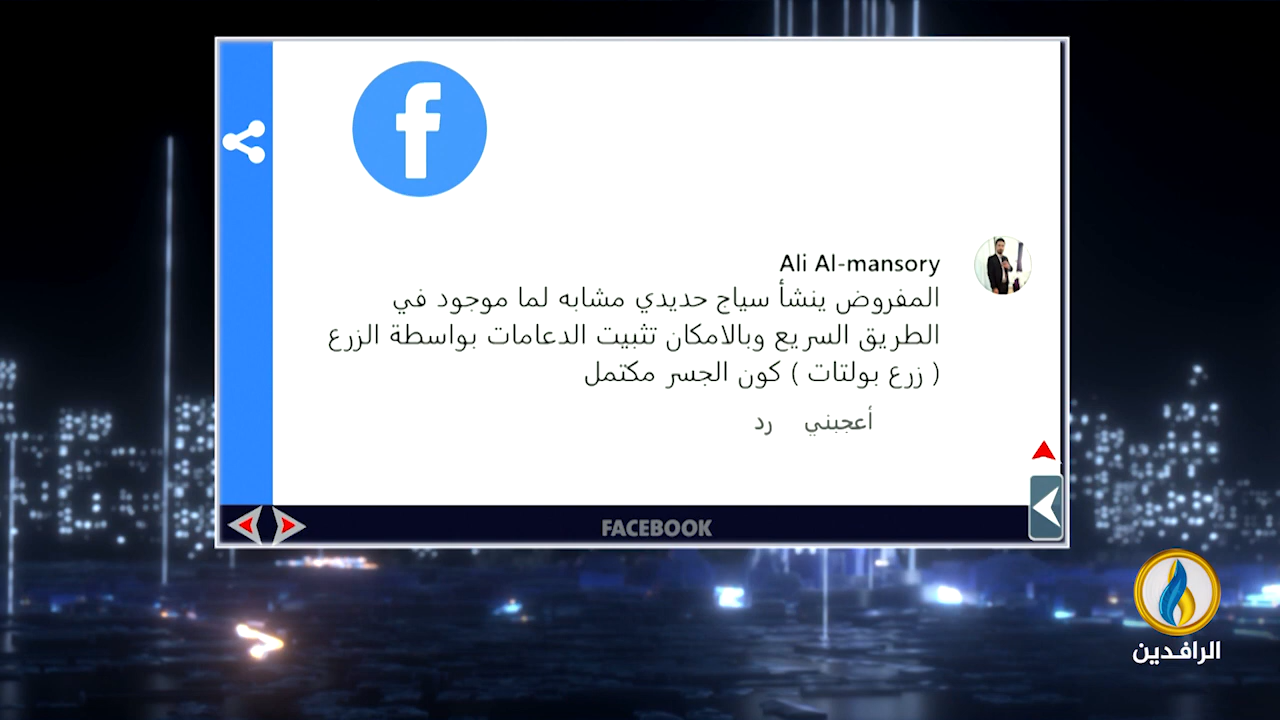 Ali Al-mansory
المفروض ينشأ سياج حديدي مشابه لما موجود في
الطريق السريع وبالامكان تثبيت الدعامات بواسطة الزرع
( زرع بولتات ) كون الجسر مكتمل
أعجبني رد
FACEBOOK
الرافدين